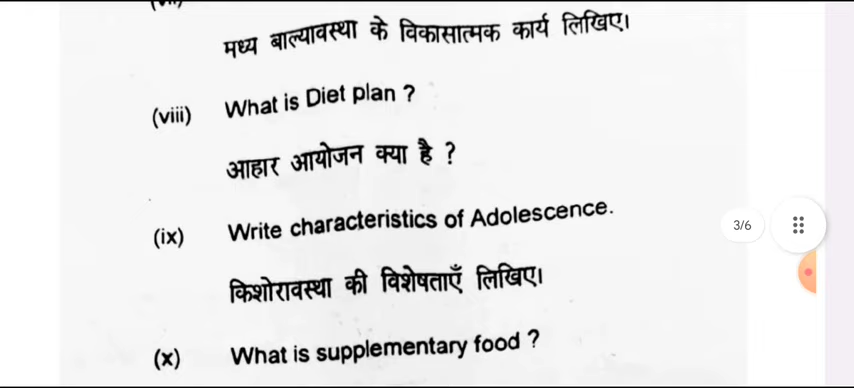 मध्य बाल्यावस्था के विकासात्मक कार्य लिखिए।
(viii) What is Diet plan ?
आहार आयोजन क्या है ?
(ix) Write characteristics of Adolescence.
3/6
किशोरावस्था की विशेषताएँ लिखिए।
(x) What is supplementary food ?